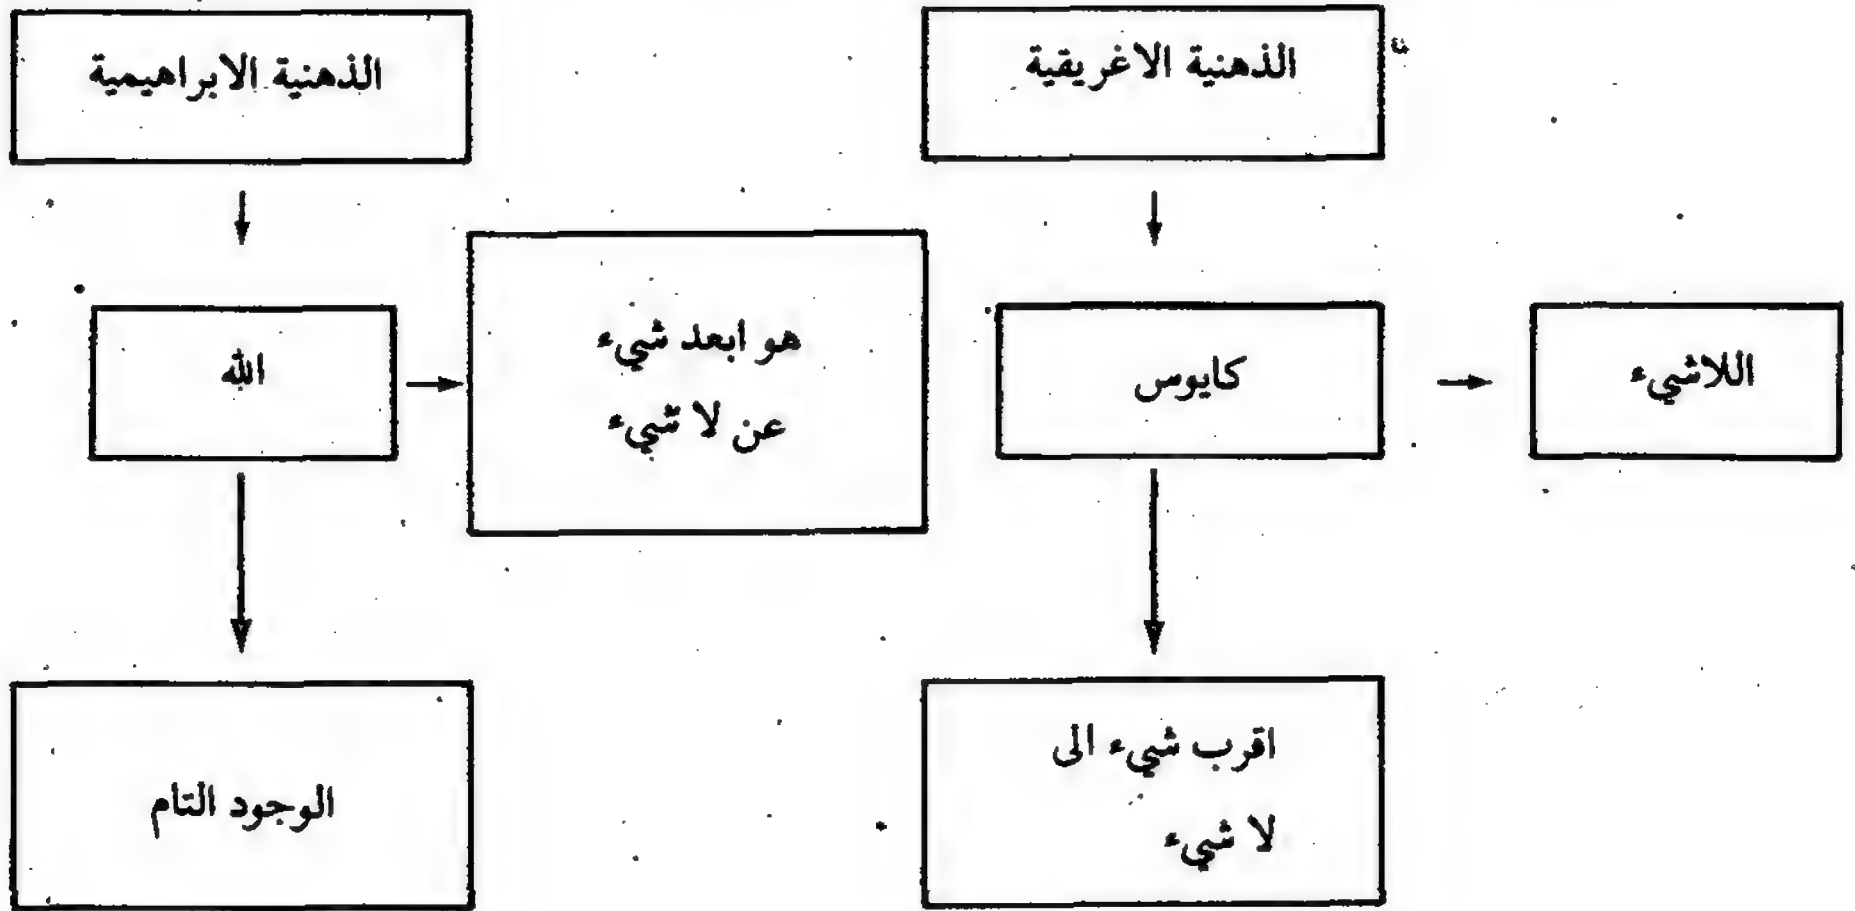 الذهنية الاغريقية
الذهنية الابراهيمية
اللاشيء
كايوس
هو ابعد شيء
عن لا شيء
الله
اقرب شيء الى
لا شيء
الوجود التام